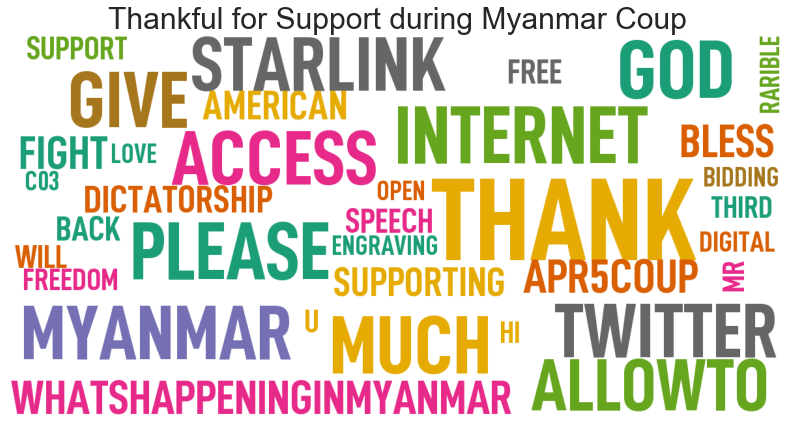 Thankful for Support during Myanmar Coup
SUPPORT
STARLINK
FREE
GOD
RARIBLE
GIVE
AMERICAN
INTERNET
BLESS
FIGHT
LOVE
ACCESS
CO3
DICTATORSHIP
OPEN
THANK
BIDDING
THIRD
BACK
PLEASE
SPEECH
ENGRAVING
DIGITAL
WILL
FREEDOM
SUPPORTING
APR5COUP
MR
MYANMAR
U
MUCH
HI
TWITTER
ALLOWTO
WHATSHAPPENINGINMYANMAR